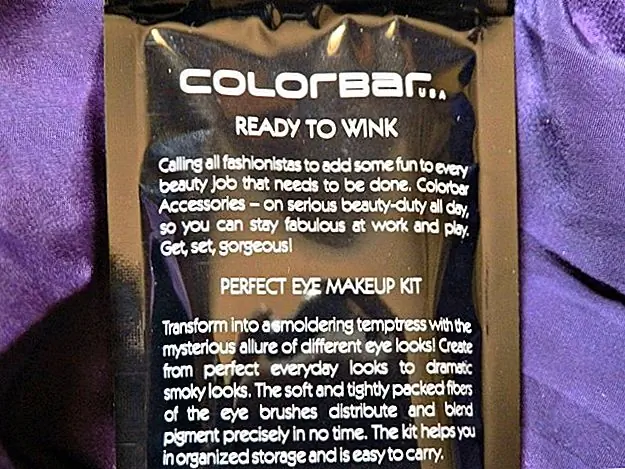 COLORBAR USA
READY TO WINK
Calling all fashionistas to add some fun to every
beauty job that needs to be done. Colorbar
Accessories – on serious beauty-duty all day,
so you can stay fabulous at work and play.
Get, set, gorgeous!
PERFECT EYE MAKEUP KIT
Transform into a smoldering temptress with the
mysterious allure of different eye looks! Create
from perfect everyday looks to dramatic
smoky looks. The soft and tightly packed fibers
of the eye brushes distribute and blend
pigment precisely in no time. The kit helps you
in organized storage and is easy to carry.